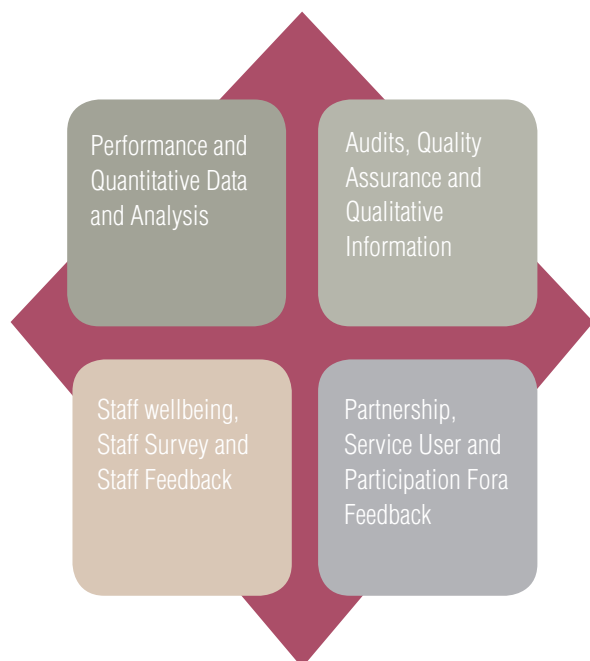 Performance and
Quantitative Data
and Analysis
Audits, Quality
Assurance and
Qualitative
Information
Staff wellbeing,
Staff Survey and
Staff Feedback
Partnership,
Service User and
Participation Fora
Feedback